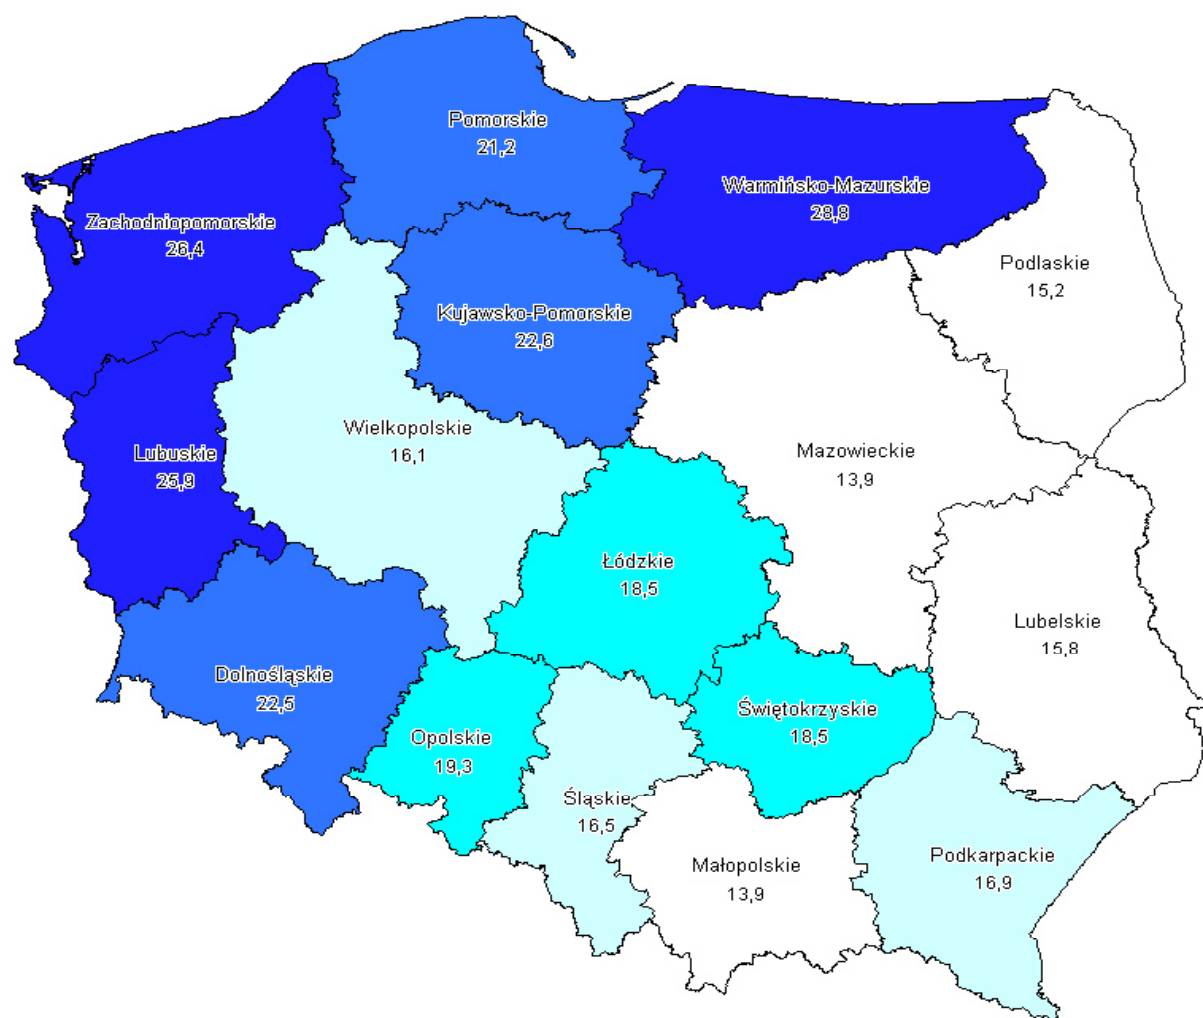 Pomorskie
21,2
Warmińsko-Mazurskie
28,8
Zachodniopomorskie
26,4
Podlaskie
15,2
Kujawsko-Pomorskie
22,6
Wielkopolskie
16,1
Mazowieckie
13,9
Lubuskie
25,9
Łódzkie
18,5
Lubelskie
15,8
Dolnośląskie
22,5
Świętokrzyskie
18,5
Opolskie
19,3
Śląskie
16,5
Małopolskie
13,9
Podkarpackie
16,9